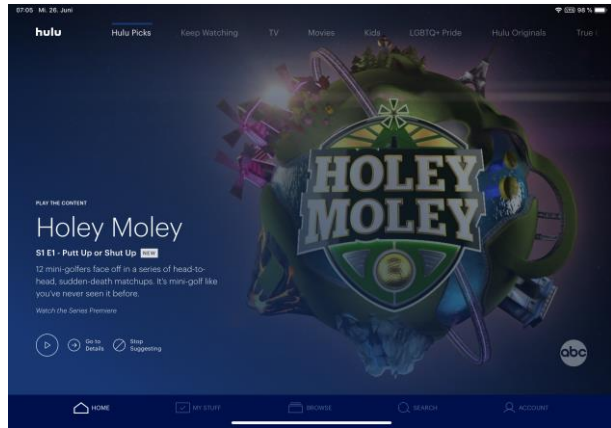 07:05 Mi. 26. Juni
98 %
hulu
Hulu Picks
Keep Watching
TV
Movies
Kids
LGBTQ+ Pride
Hulu Originals
True
HOLEY
MOLEY
PLAY THE CONTENT
Holey Moley
S1 E1 - Putt Up or Shut Up NEW
12 mini-golfers face off in a series of head-to-
head, sudden-death matchups. It's mini-golf like
you've never seen it before.
Watch the Series Premiere
Go to
Details
Stop
Suggesting
abc
HOME
MY STUFF
BROWSE
SEARCH
ACCOUNT